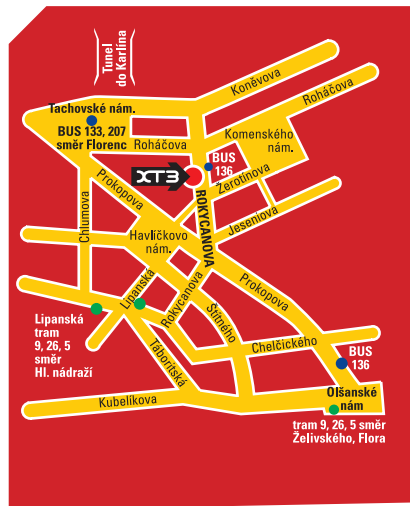 Tunel
do Karlína
Koněvova
Roháčova
Tachovské nám.
BUS 133, 207
směr Florenc
Roháčova
Komenského
nám.
BUS
136
XT3
Žerotínova
ROKYCANOVA
Prokopova
Chlumova
Jeseniova
Havlíčkovo
nám.
Lipanská
Rokycanova
Štítného
Prokopova
Lipanská
tram
9, 26, 5
směr
Hl. nádraží
Chelčického
BUS
136
Táboritská
Kubelíkova
Olšanské
nám
tram 9, 26, 5 směr
Želivského, Flora